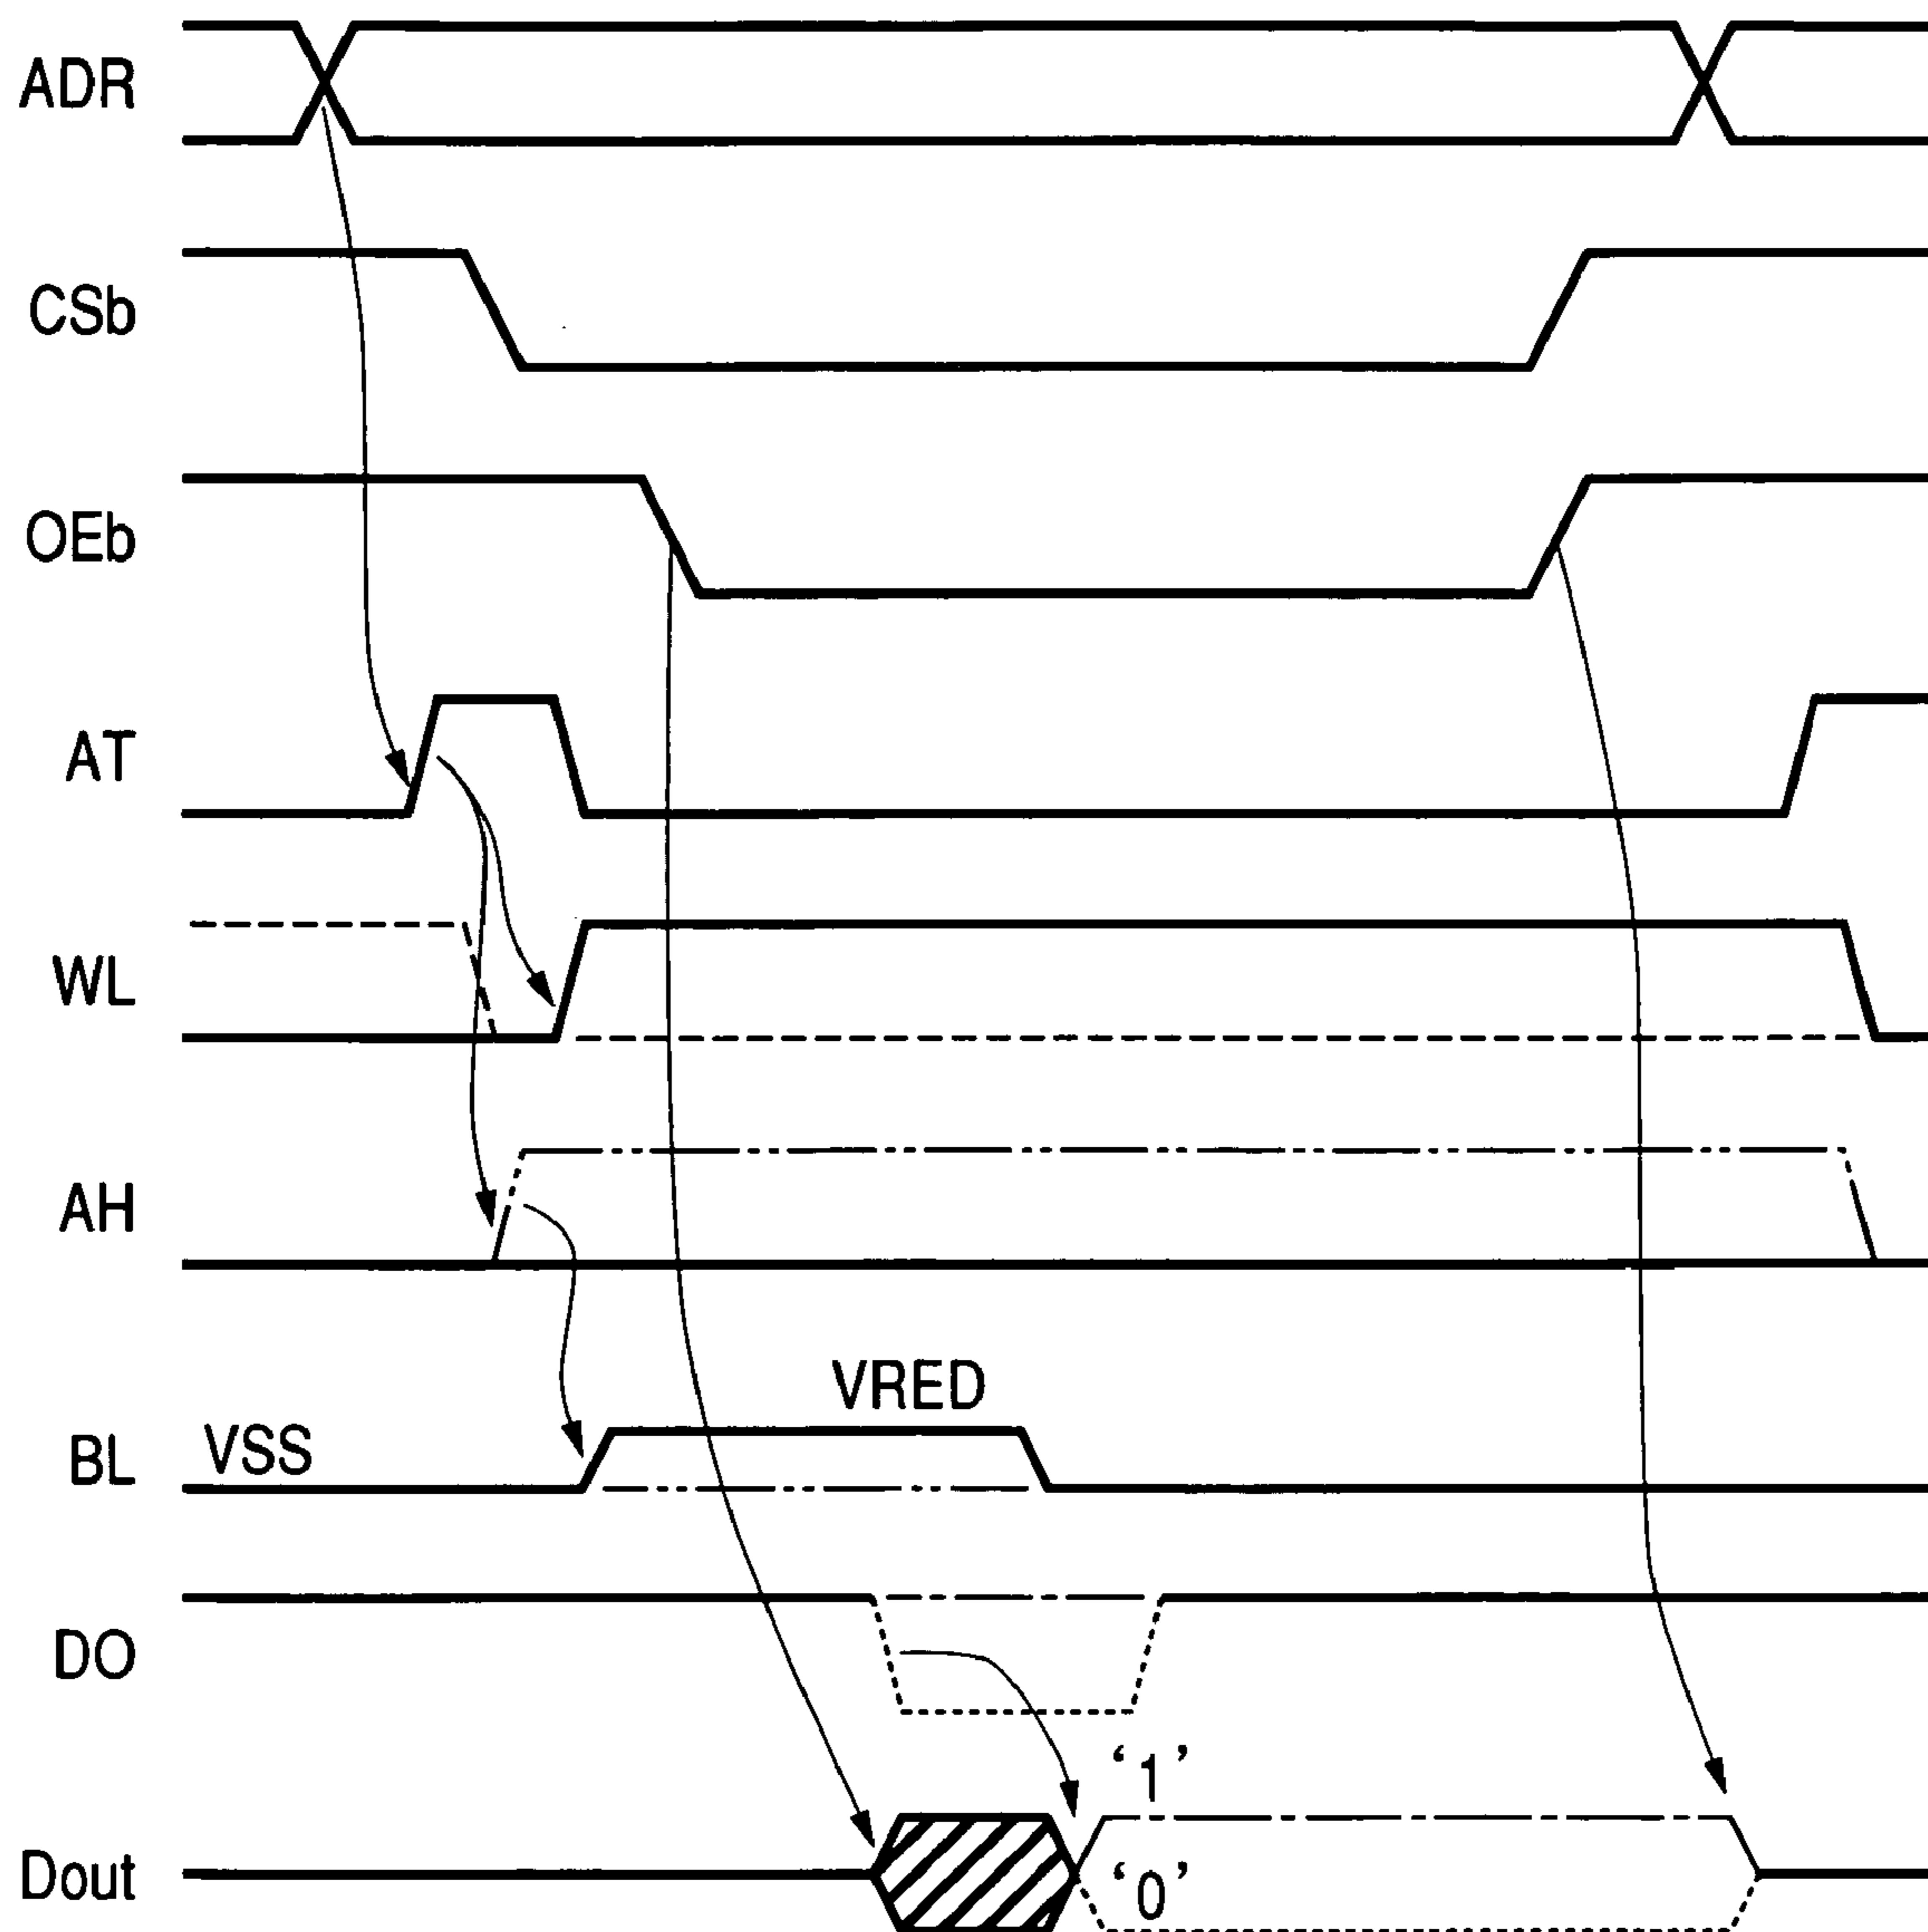 ADR
CSb
OEb
AT
WL
AH
VRED
BL VSS
DO
‘1’
Dout ‘0’